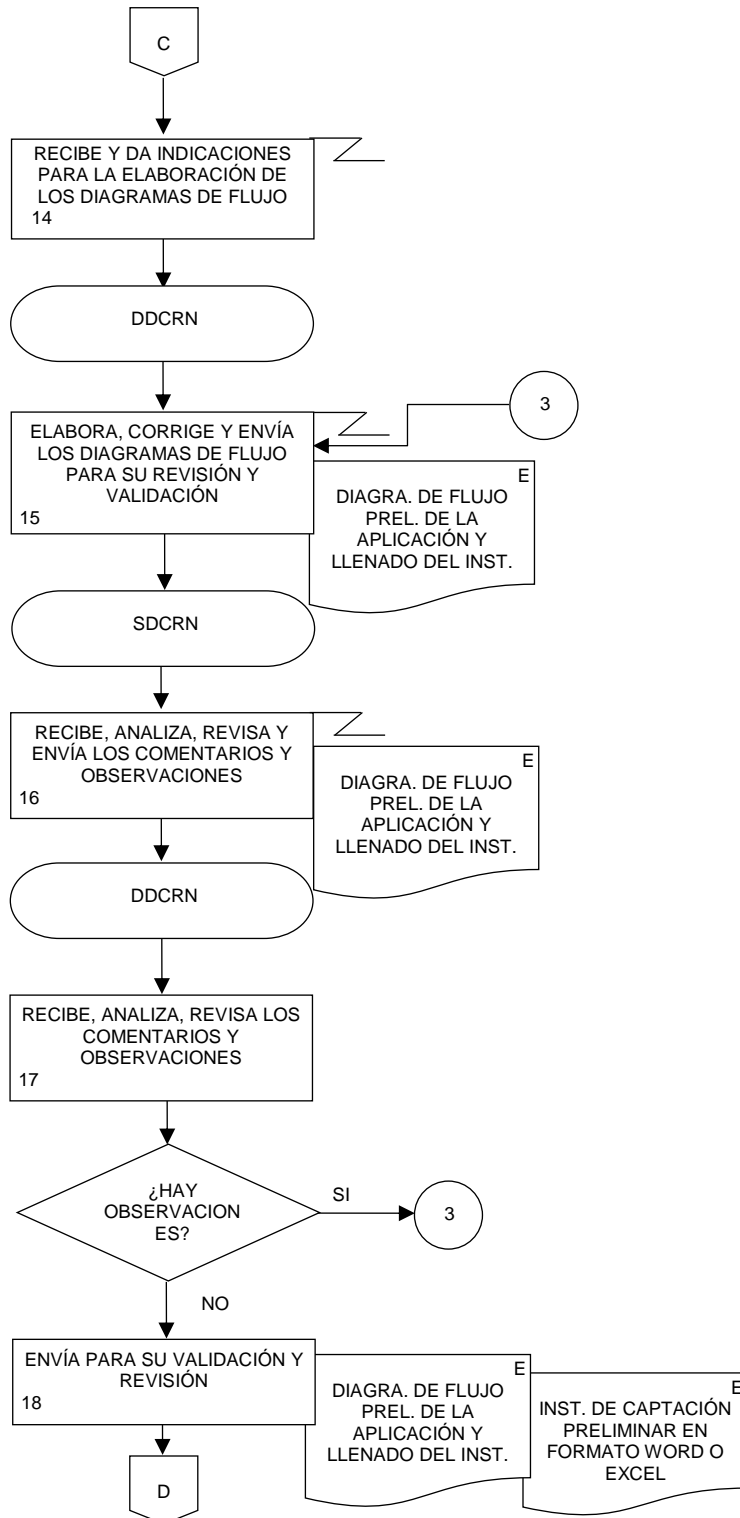 C
RECIBE Y DA INDICACIONES
PARA LA ELABORACIÓN DE
LOS DIAGRAMAS DE FLUJO
14
DDCRN
3
ELABORA, CORRIGE Y ENVÍA
LOS DIAGRAMAS DE FLUJO
PARA SU REVISIÓN Y
VALIDACIÓN
15
E
DIAGRA. DE FLUJO
PREL. DE LA
APLICACIÓN Y
LLENADO DEL INST.
SDCRN
RECIBE, ANALIZA, REVISA Y
ENVÍA LOS COMENTARIOS Y
OBSERVACIONES
16
E
DIAGRA. DE FLUJO
PREL. DE LA
APLICACIÓN Y
LLENADO DEL INST.
DDCRN
RECIBE, ANALIZA, REVISA LOS
COMENTARIOS Y
OBSERVACIONES
17
¿HAY
OBSERVACION
ES?
SI
3
NO
ENVÍA PARA SU VALIDACIÓN Y
REVISIÓN
18
E
DIAGRA. DE FLUJO
PREL. DE LA
APLICACIÓN Y
LLENADO DEL INST.
E
INST. DE CAPTACIÓN
PRELIMINAR EN
FORMATO WORD O
EXCEL
D